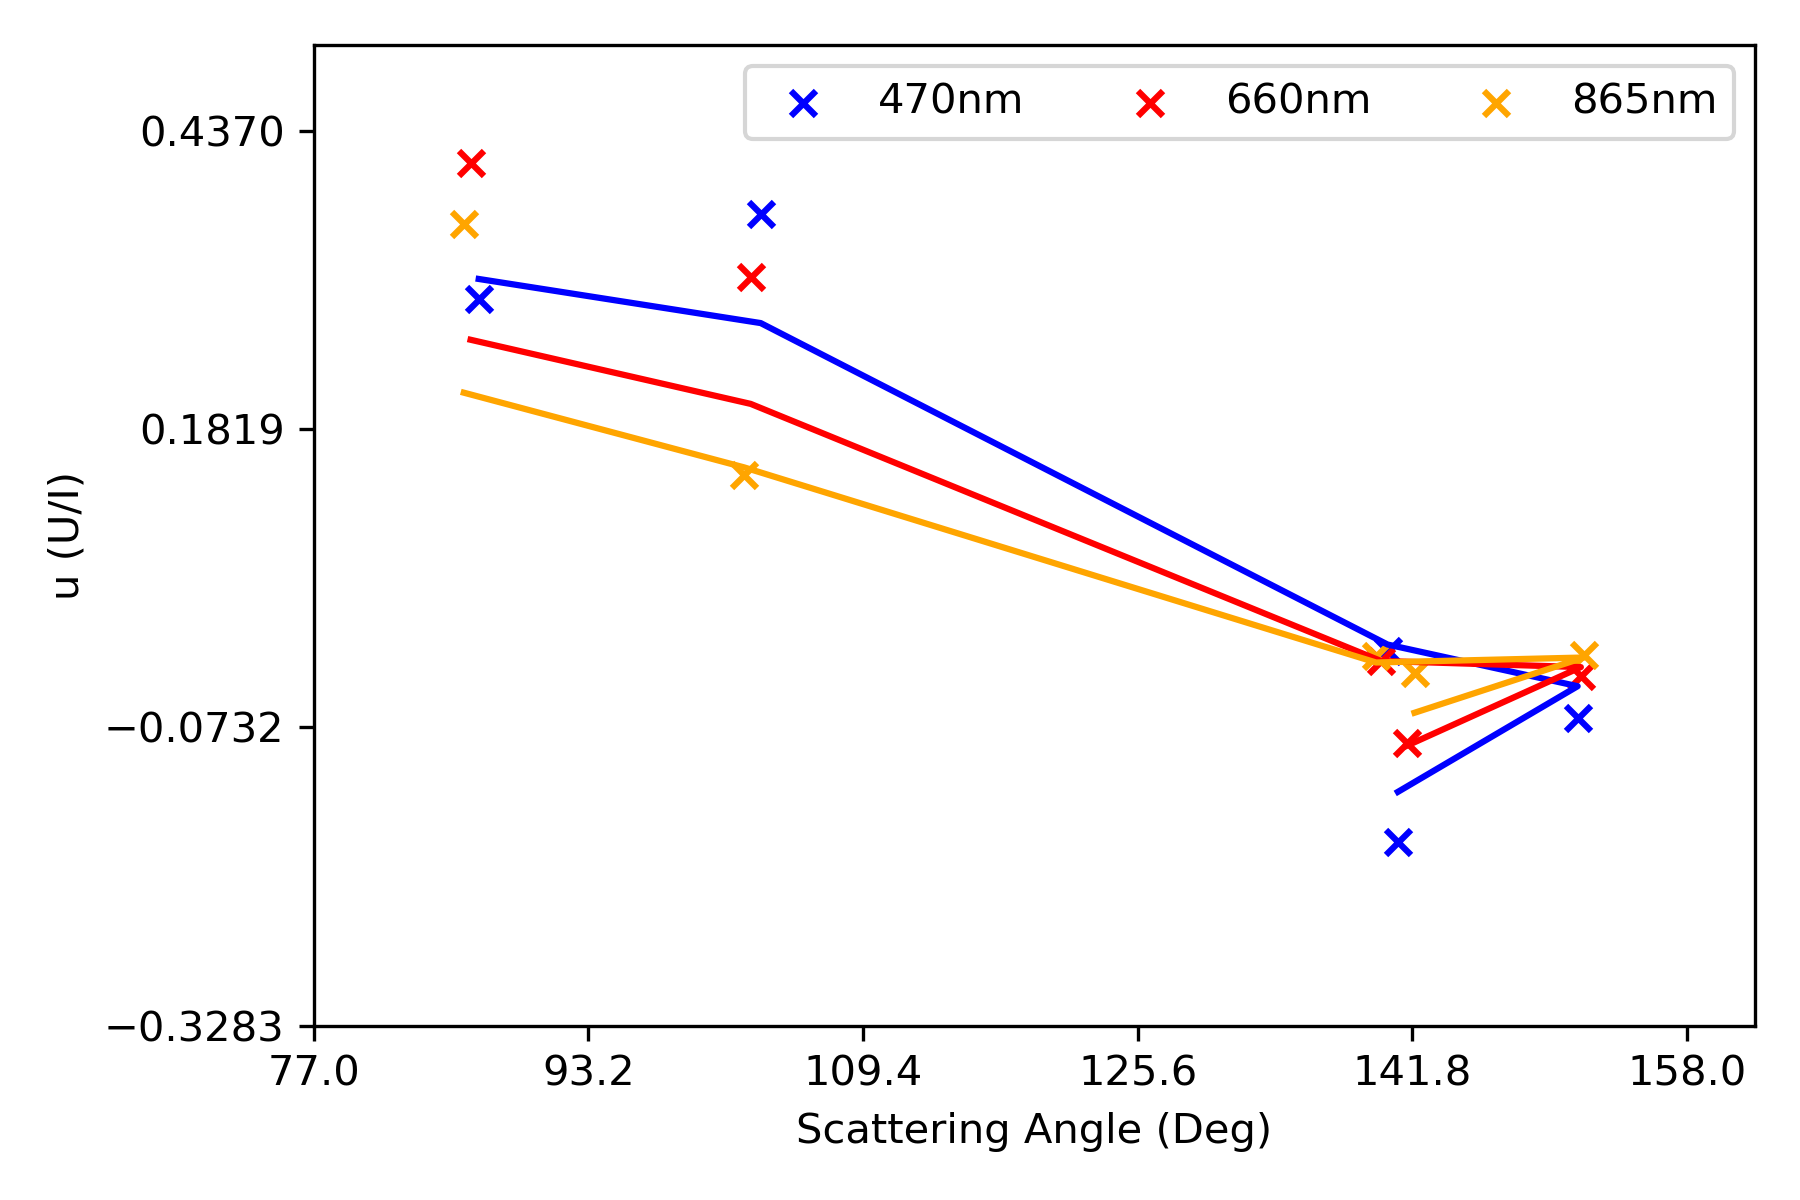 470nm 660nm 865nm
0.4370
0.1819
−0.0732
−0.3283
u (U/I)
77.0 93.2 109.4 125.6 141.8 158.0
Scattering Angle (Deg)